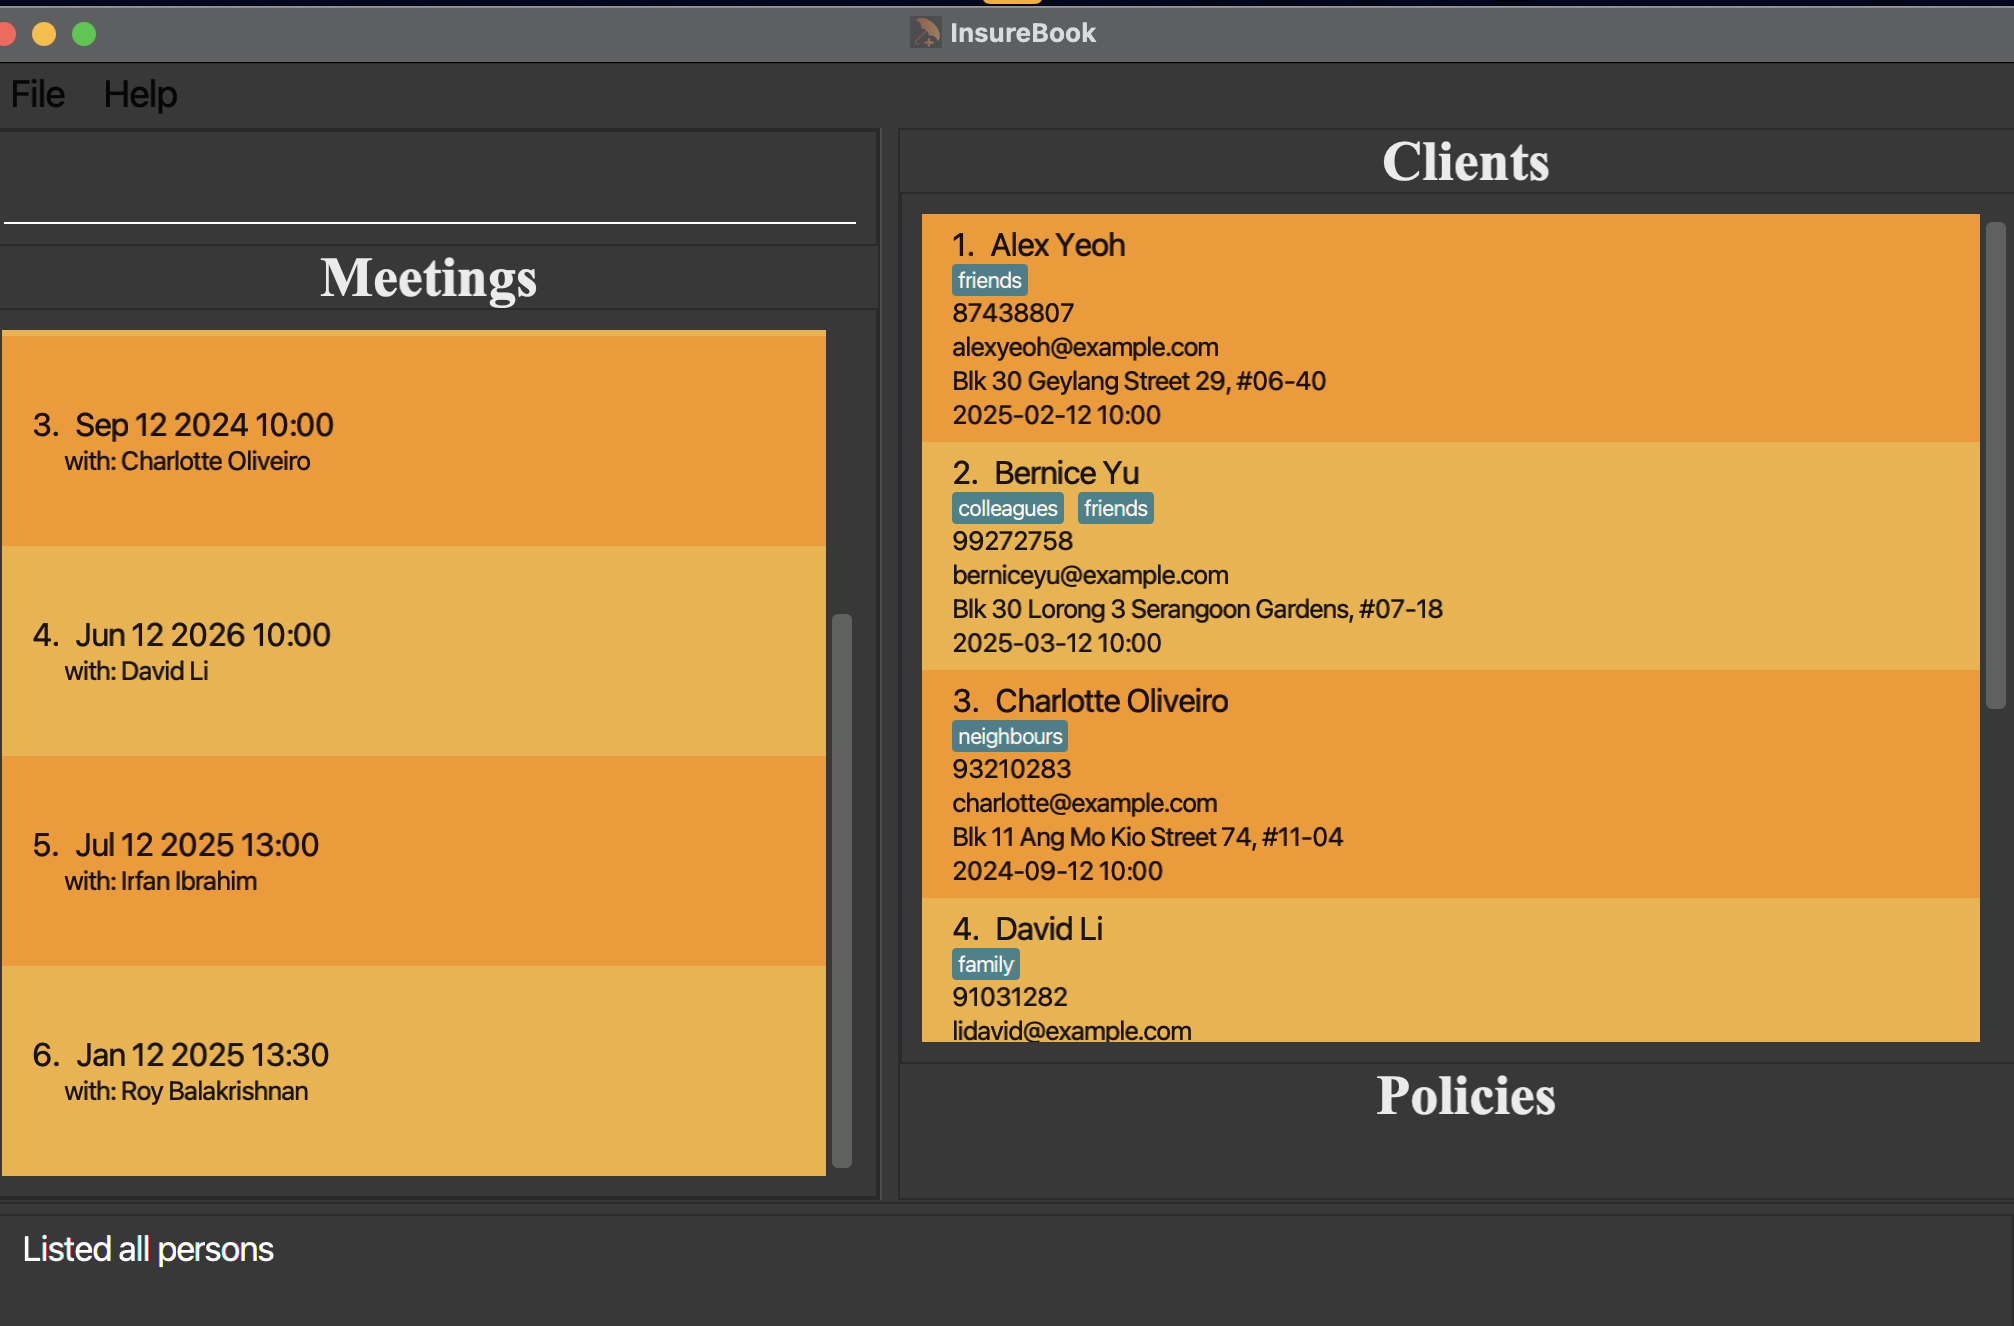 InsureBook
File Help
Meetings
3. Sep 12 2024 10:00
with: Charlotte Oliveiro
4. Jun 12 2026 10:00
with: David Li
5. Jul 12 2025 13:00
with: Irfan Ibrahim
6. Jan 12 2025 13:30
with: Roy Balakrishnan
Clients
1. Alex Yeoh
friends
87438807
alexyeoh@example.com
Blk 30 Geylang Street 29, #06-40
2025-02-12 10:00
2. Bernice Yu
colleagues friends
99272758
berniceyu@example.com
Blk 30 Lorong 3 Serangoon Gardens, #07-18
2025-03-12 10:00
3. Charlotte Oliveiro
neighbours
93210283
charlotte@example.com
Blk 11 Ang Mo Kio Street 74, #11-04
2024-09-12 10:00
4. David Li
family
91031282
lidavid@example.com
Policies
Listed all persons